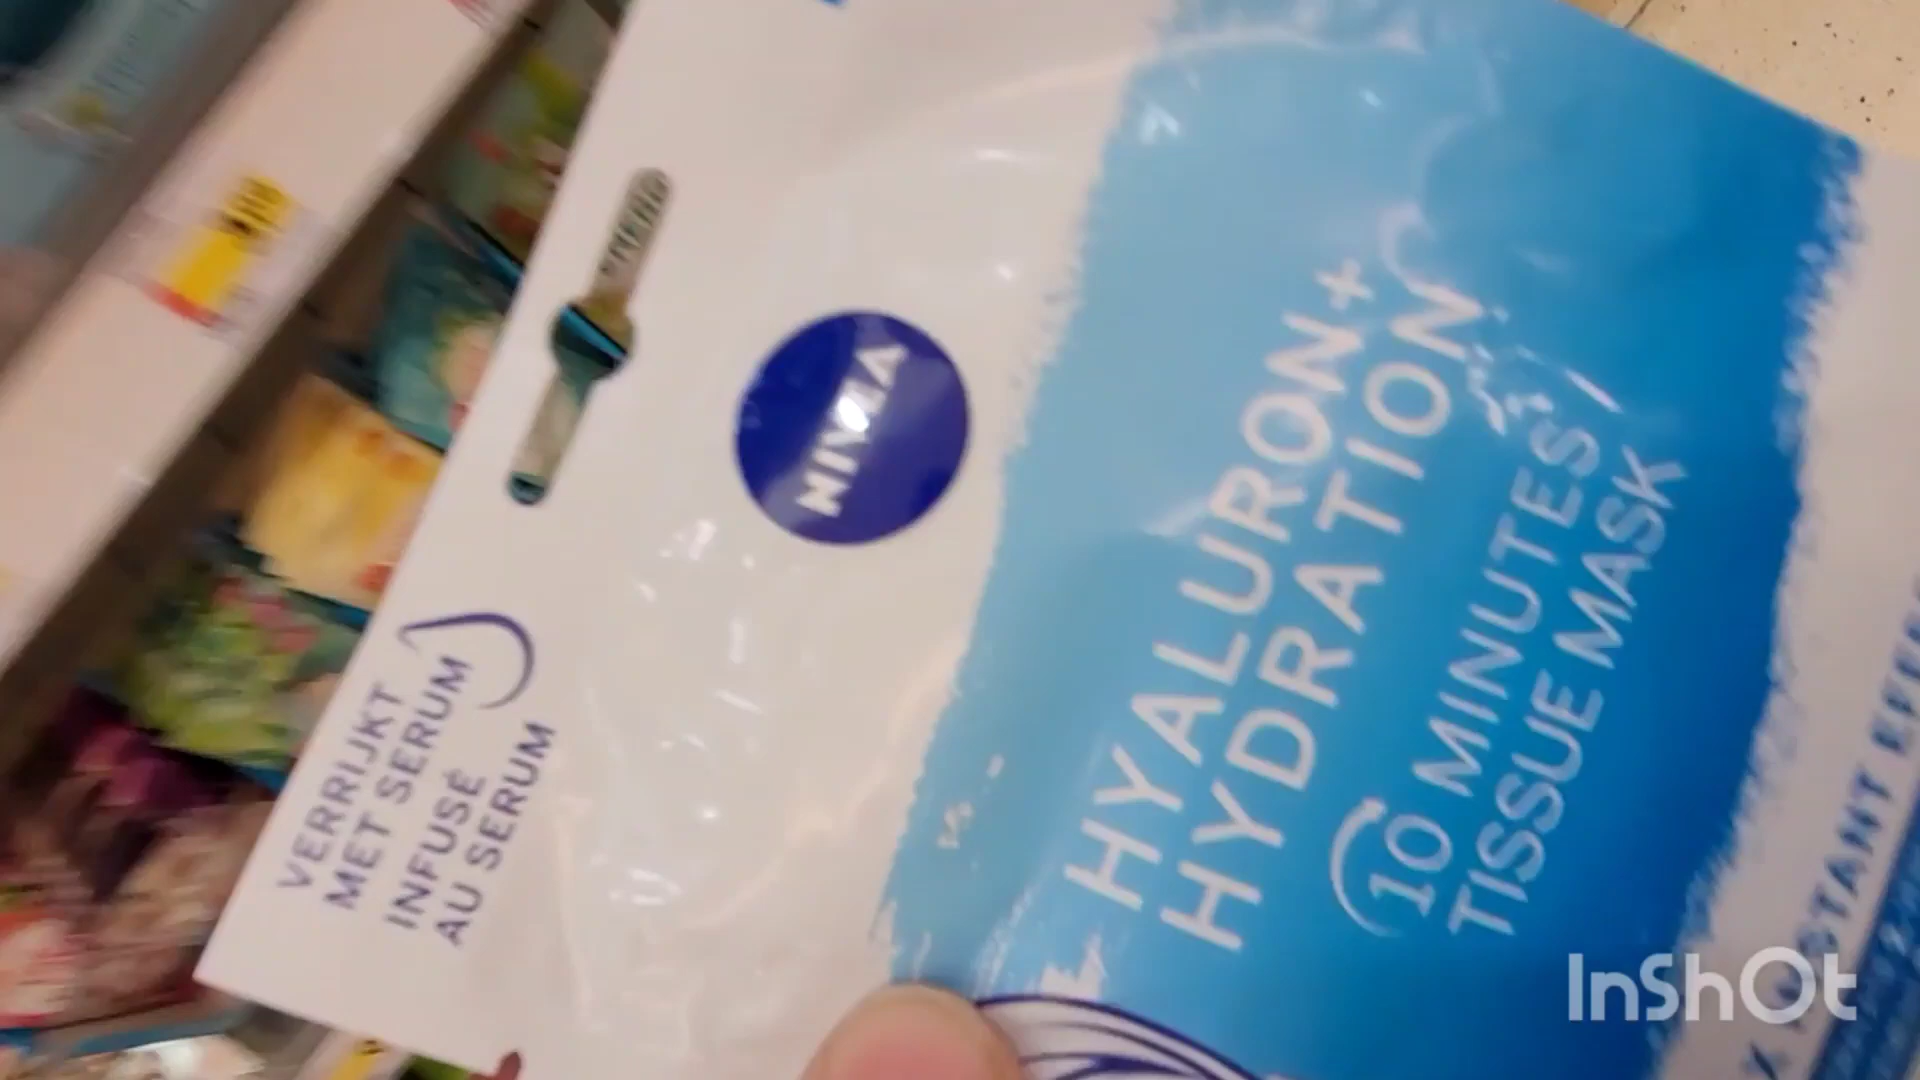 NIVEA
VERRIJKT
MET SERUM
INFUSÉ
AU SERUM
HYALURON+
HYDRATION
10 MINUTES
TISSUE MASK
InShOt